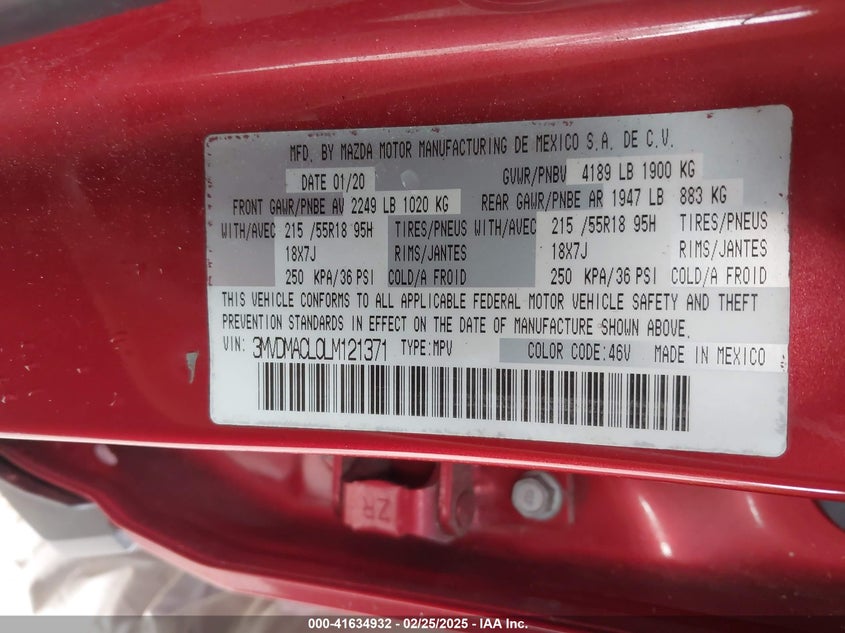 MFD. BY MAZDA MOTOR MANUFACTURING DE MEXICO S.A. DE C.V.
DATE 01/20 GVWR/PNBV 4189 LB 1900 KG
FRONT GAWR/PNBE AV 2249 LB 1020 KG REAR GAWR/PNBE AR 1947 LB 883 KG
WITH/AVEC 215 /55R18 95H TIRES/PNEUS WITH/AVEC 215 /55R18 95H TIRES/PNEUS
18X7J RIMS/JANTES 18X7J RIMS/JANTES
250 KPA/36 PSI COLD/A FROID 250 KPA/36 PSI COLD/A FROID
THIS VEHICLE CONFORMS TO ALL APPLICABLE FEDERAL MOTOR VEHICLE SAFETY AND THEFT
PREVENTION STANDARDS IN EFFECT ON THE DATE OF MANUFACTURE SHOWN ABOVE.
VIN: 3MVDMACL0LM121371 TYPE:MPV COLOR CODE:46V MADE IN MEXICO
ZR
000-41634932 - 02/25/2025 - IAA Inc.